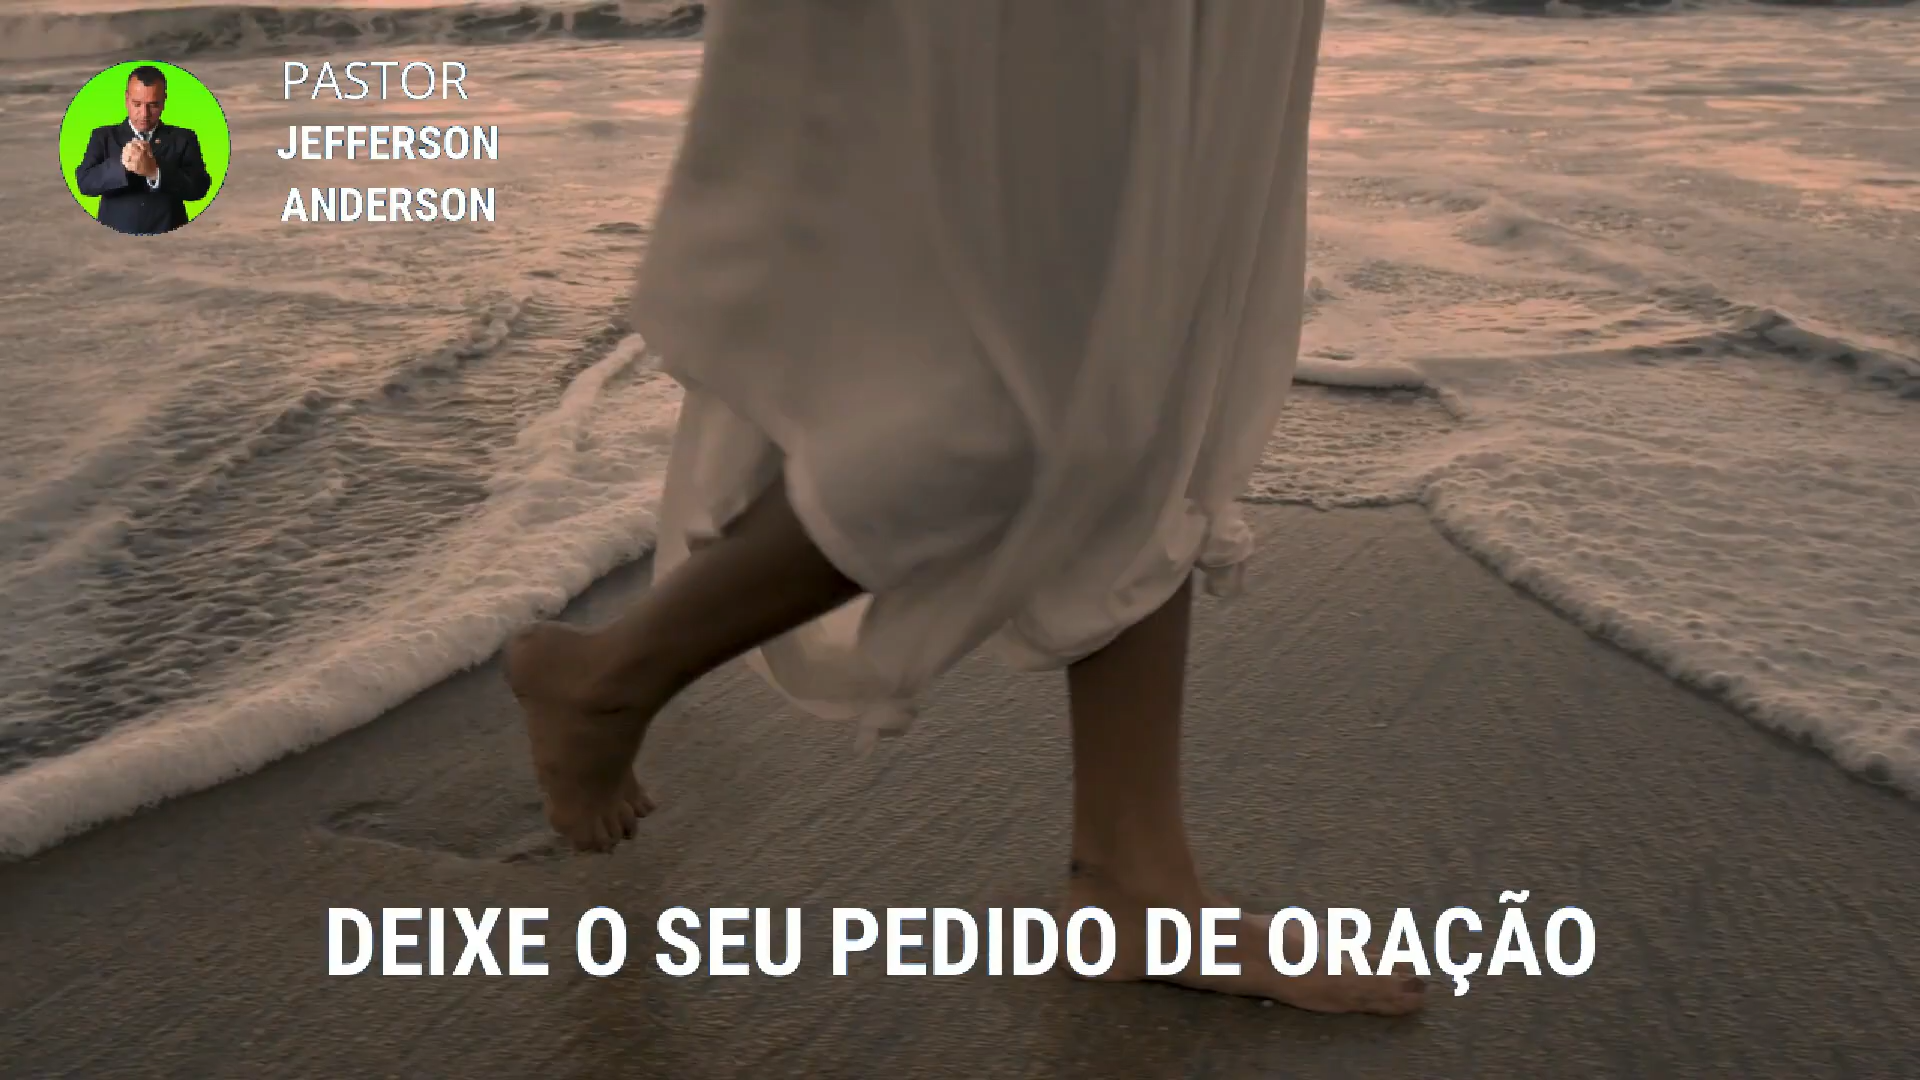 PASTOR
JEFFERSON
ANDERSON
DEIXE O SEU PEDIDO DE ORAÇÃO